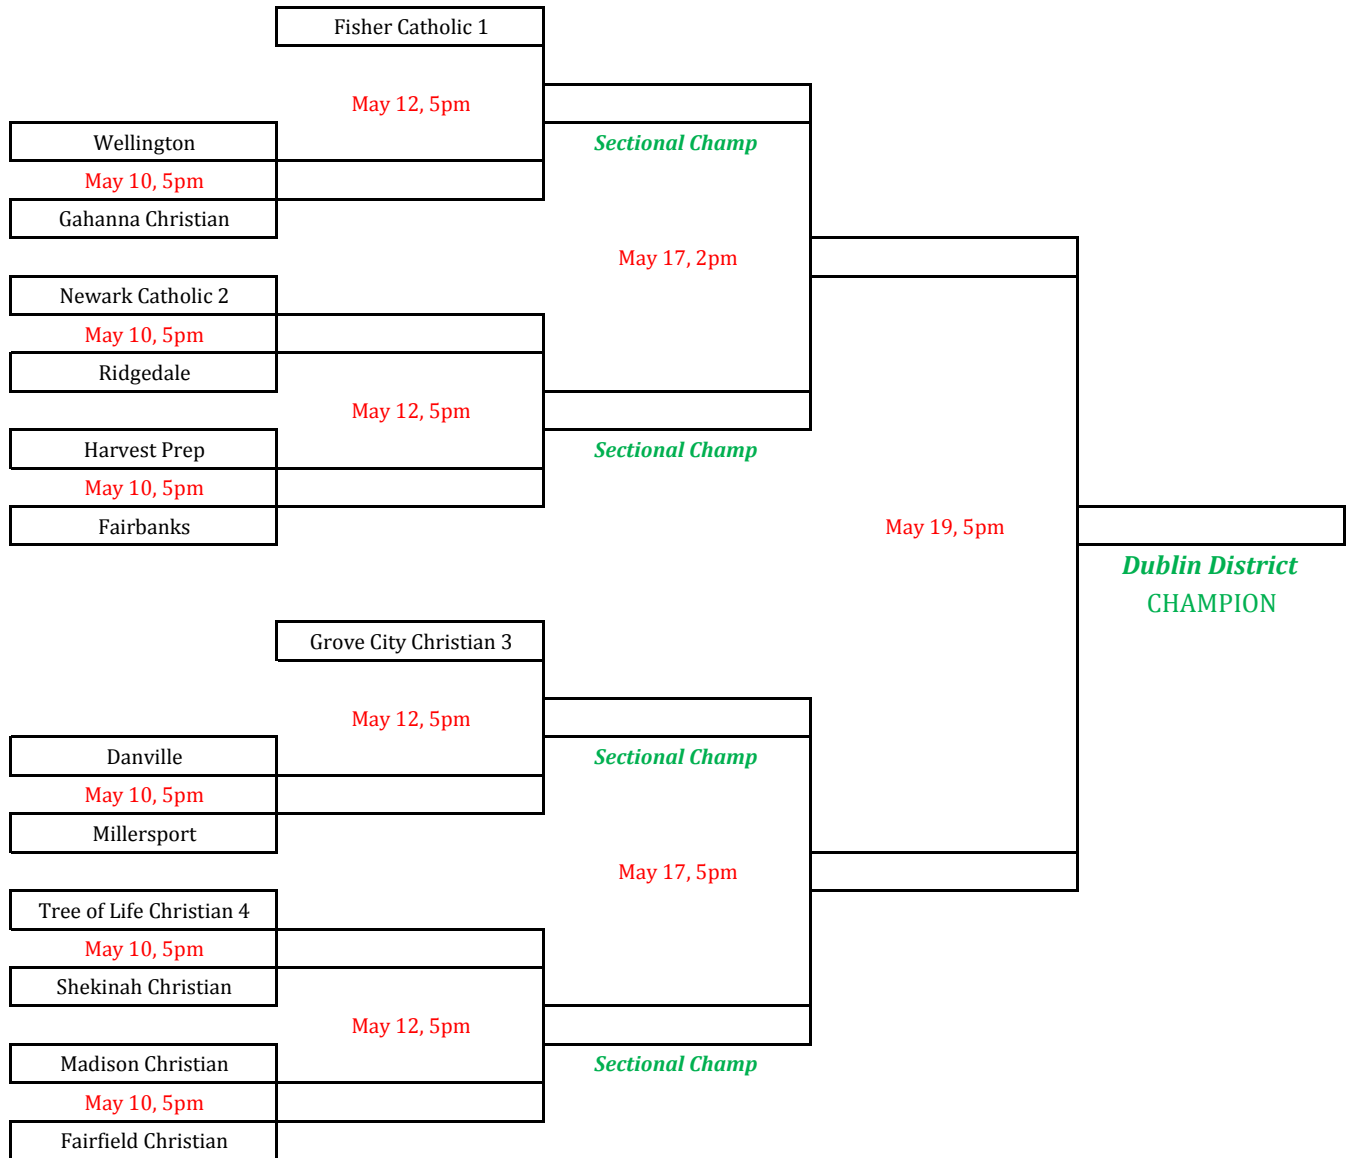 Fisher Catholic 1
May 12, 5pm
Wellington
Sectional Champ
May 10, 5pm
Gahanna Christian
May 17, 2pm
Newark Catholic 2
May 10, 5pm
Ridgedale
May 12, 5pm
Harvest Prep
Sectional Champ
May 10, 5pm
Fairbanks
May 19, 5pm
Dublin District
CHAMPION
Grove City Christian 3
May 12, 5pm
Danville
Sectional Champ
May 10, 5pm
Millersport
May 17, 5pm
Tree of Life Christian 4
May 10, 5pm
Shekinah Christian
May 12, 5pm
Madison Christian
Sectional Champ
May 10, 5pm
Fairfield Christian